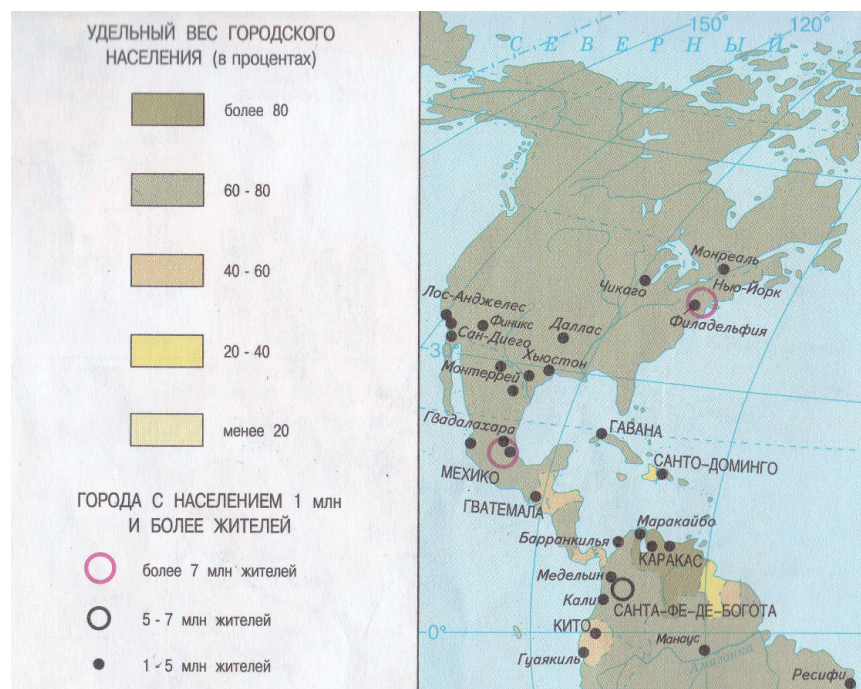 УДЕЛЬНЫЙ ВЕС ГОРОДСКОГО
НАСЕЛЕНИЯ (в процентах)
более 80
60 - 80
40 - 60
20 - 40
менее 20
ГОРОДА С НАСЕЛЕНИЕМ 1 МЛН
И БОЛЕЕ ЖИТЕЛЕЙ
более 7 млн жителей
5 - 7 млн жителей
1 - 5 млн жителей
150°
120°
СЕВЕРНЫЙ
Монреаль
Чикаго
Нью-Йорк
Филадельфия
Лос-Анджелес
Финикс
Даллас
Сан-Диего
30°
Хьюстон
Монтеррей
Гвадалахара
ГАВАНА
МЕХИКО
САНТО-ДОМИНГО
ГВАТЕМАЛА
Маракайбо
Барранкилья
КАРАКАС
Медельин
Кали
САНТА-ФЕ-ДЕ-БОГОТА
КИТО
0°
Манаус
Гуаякиль
Амазонка
Ресифи